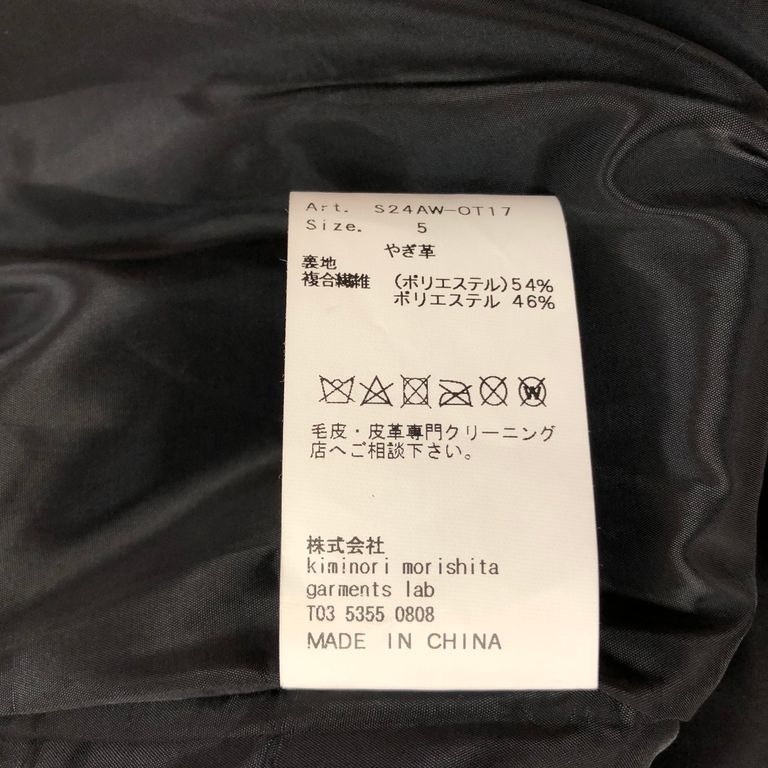 Art. S24AW-OT17
Size. 5
やぎ革
裏地
複合繊維 (ポリエステル)54%
ポリエステル 46%
W
毛皮・皮革専門クリーニング
店へご相談下さい。
株式会社
kiminori morishita
garments lab
T03 5355 0808
MADE IN CHINA